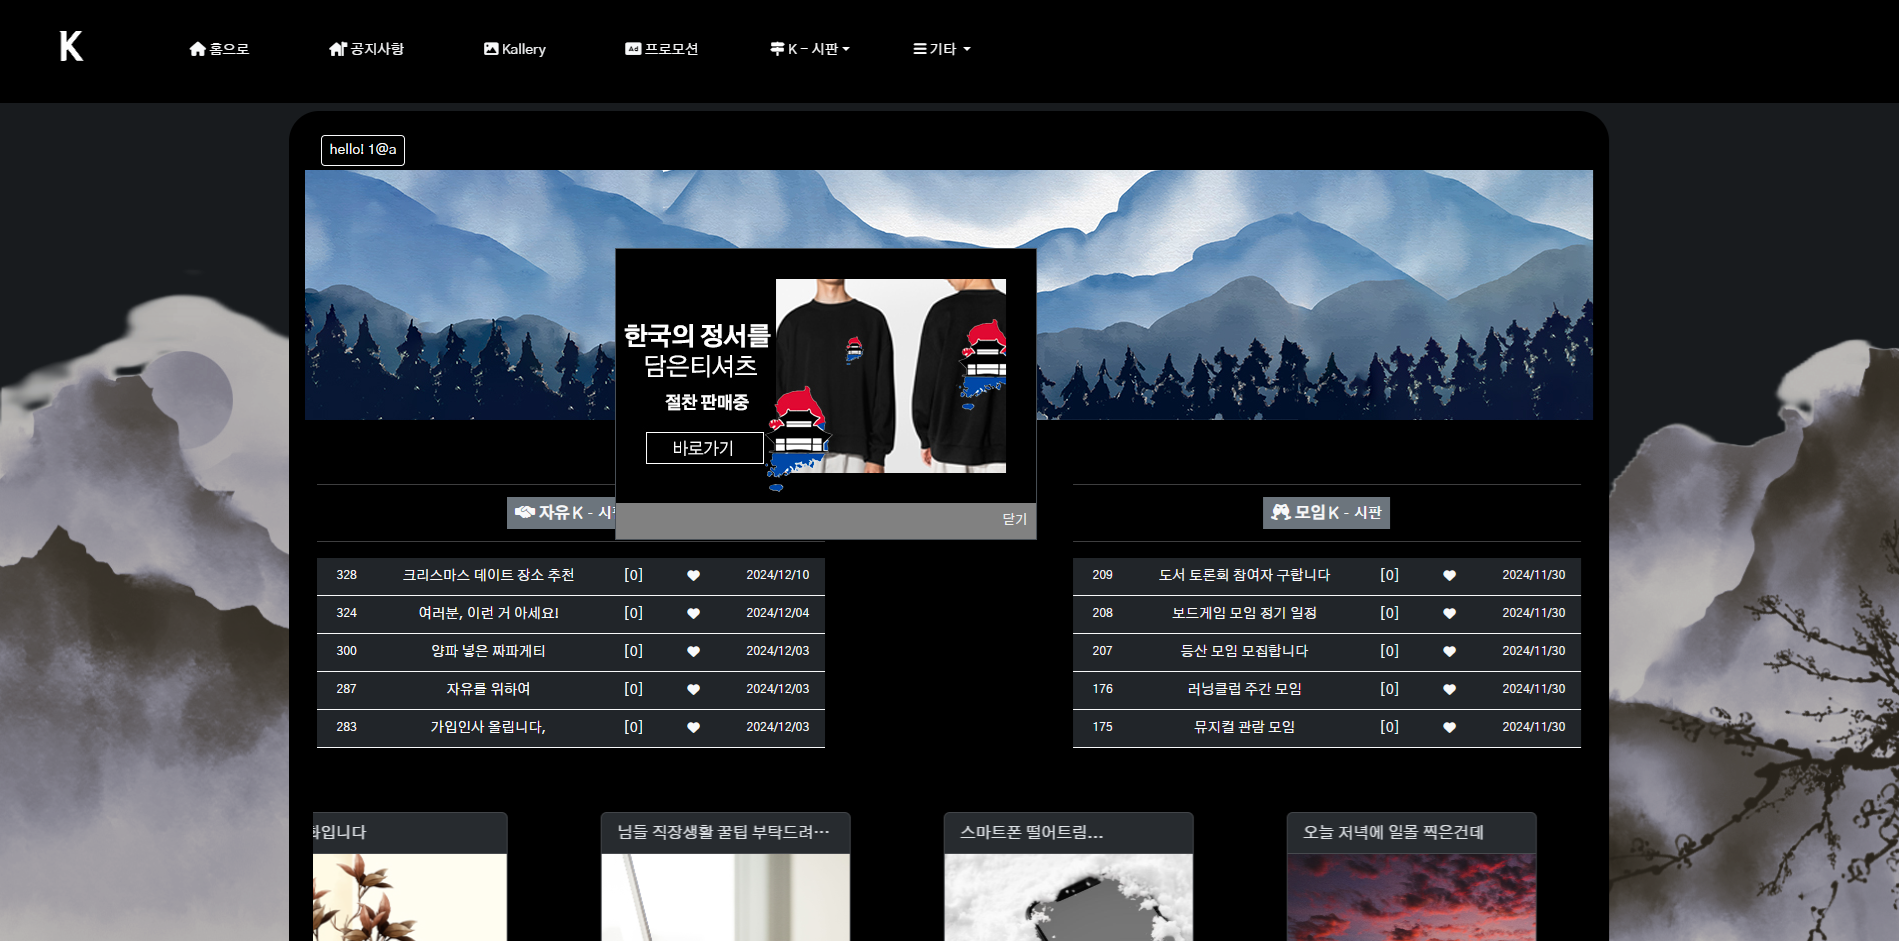 K
홈으로
공지사항
Kallery
프로모션
K - 시판
기타
hello! 1@a
한국의 정서를
담은티셔츠
절찬 판매중
바로가기
닫기
자유 K - 시
328 크리스마스 데이트 장소 추천 [0] 2024/12/10
324 여러분, 이런 거 아세요! [0] 2024/12/04
300 양파 넣은 짜파게티 [0] 2024/12/03
287 자유를 위하여 [0] 2024/12/03
283 가입인사 올립니다, [0] 2024/12/03
모임 K - 시판
209 도서 토론회 참여자 구합니다 [0] 2024/11/30
208 보드게임 모임 정기 일정 [0] 2024/11/30
207 등산 모임 모집합니다 [0] 2024/11/30
176 러닝클럽 주간 모임 [0] 2024/11/30
175 뮤지컬 관람 모임 [0] 2024/11/30
입니다
님들 직장생활 꿀팁 부탁드려…
스마트폰 떨어트림...
오늘 저녁에 일몰 찍은건데